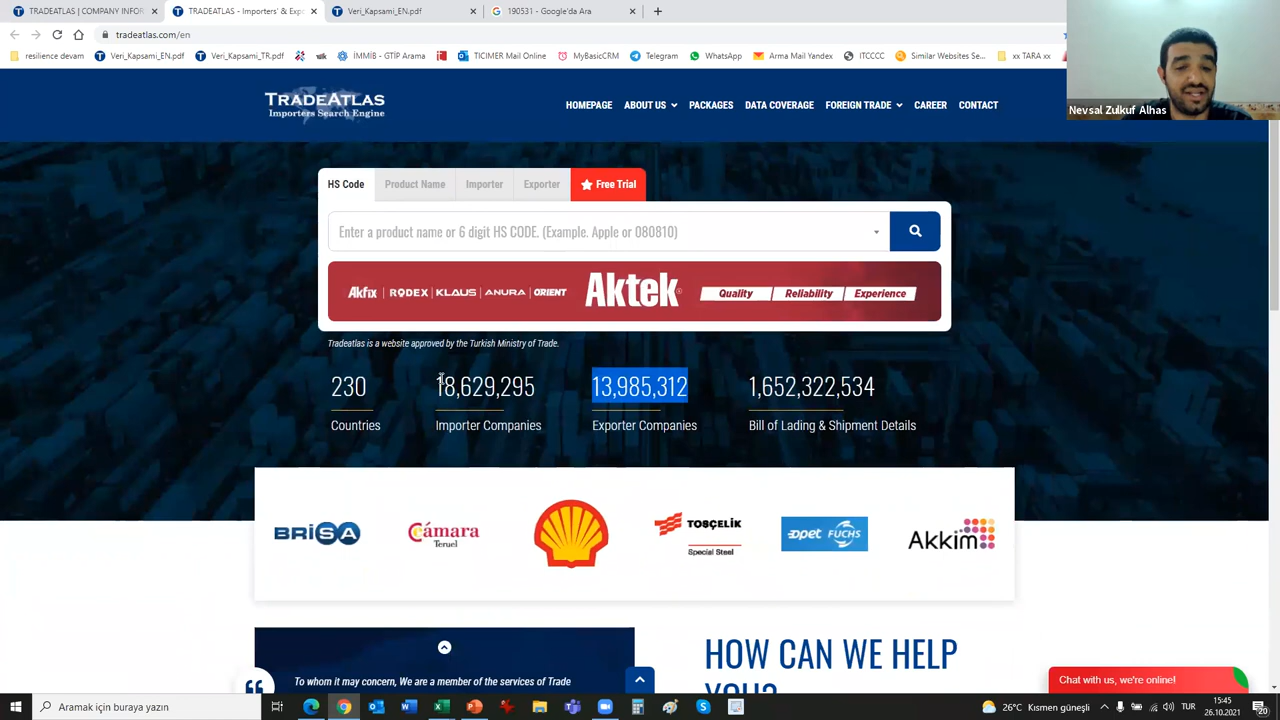 TRADEATLAS | COMPANY INFOR
TRADEATLAS - Importers' & Expo
Veri_Kapsami_EN.pdf
190531 - Google'da Ara
tradeatlas.com/en
resilience devam
Veri_Kapsami_EN.pdf
Veri_Kapsami_TR.pdf
İMMİB - GTİP Arama
TICIMER Mail Online
MyBasicCRM
Telegram
WhatsApp
Arma Mail Yandex
ITCCCC
Similar Websites Se...
xx TARA xx
Nevsal Zulkuf Alhas
TRADEATLAS
Importers Search Engine
HOMEPAGE
ABOUT US
PACKAGES
DATA COVERAGE
FOREIGN TRADE
CAREER
CONTACT
HS Code
Product Name
Importer
Exporter
Free Trial
Enter a product name or 6 digit HS CODE. (Example. Apple or 080810)
Akfix | RODEX | KLAUS | ANURA | ORIENT
Aktek
Quality
Reliability
Experience
Tradeatlas is a website approved by the Turkish Ministry of Trade.
230
18,629,295
13,985,312
1,652,322,534
Countries
Importer Companies
Exporter Companies
Bill of Lading & Shipment Details
BRiSA
Cámara
Teruel
TOSÇELİK
Special Steel
opet FUCHS
Akkim
HOW CAN WE HELP
YOU?
To whom it may concern, We are a member of the services of Trade
Chat with us, we're online!
Aramak için buraya yazın
26°C Kısmen güneşli
TUR
15:45
26.10.2021
20